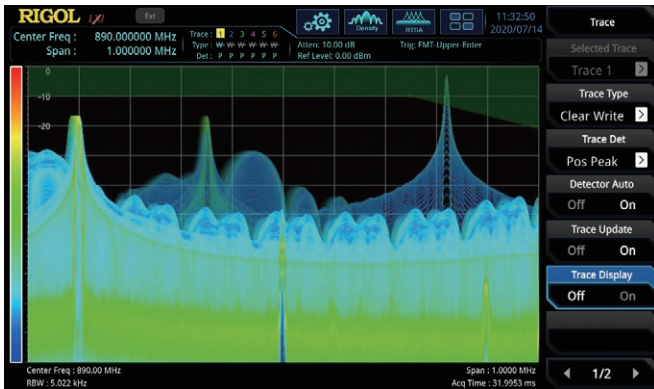 RIGOL LXI Ext
Center Freq : 890.000000 MHz
Span : 1.000000 MHz
Trace : 1 2 3 4 5 6
Type : W W W W W W
Det : P P P P P P
Atten: 10.00 dB
Ref Level: 0.00 dBm
Trig: FMT-Upper-Enter
Density
RTSA
11:32:50
2020/07/14
0
-10
-20
Center Freq : 890.00 MHz
RBW : 5.022 kHz
Span : 1.0000 MHz
Acq Time : 31.9953 ms
Trace
Selected Trace
Trace 1
Trace Type
Clear Write
Trace Det
Pos Peak
Detector Auto
Off On
Trace Update
Off On
Trace Display
Off On
1/2